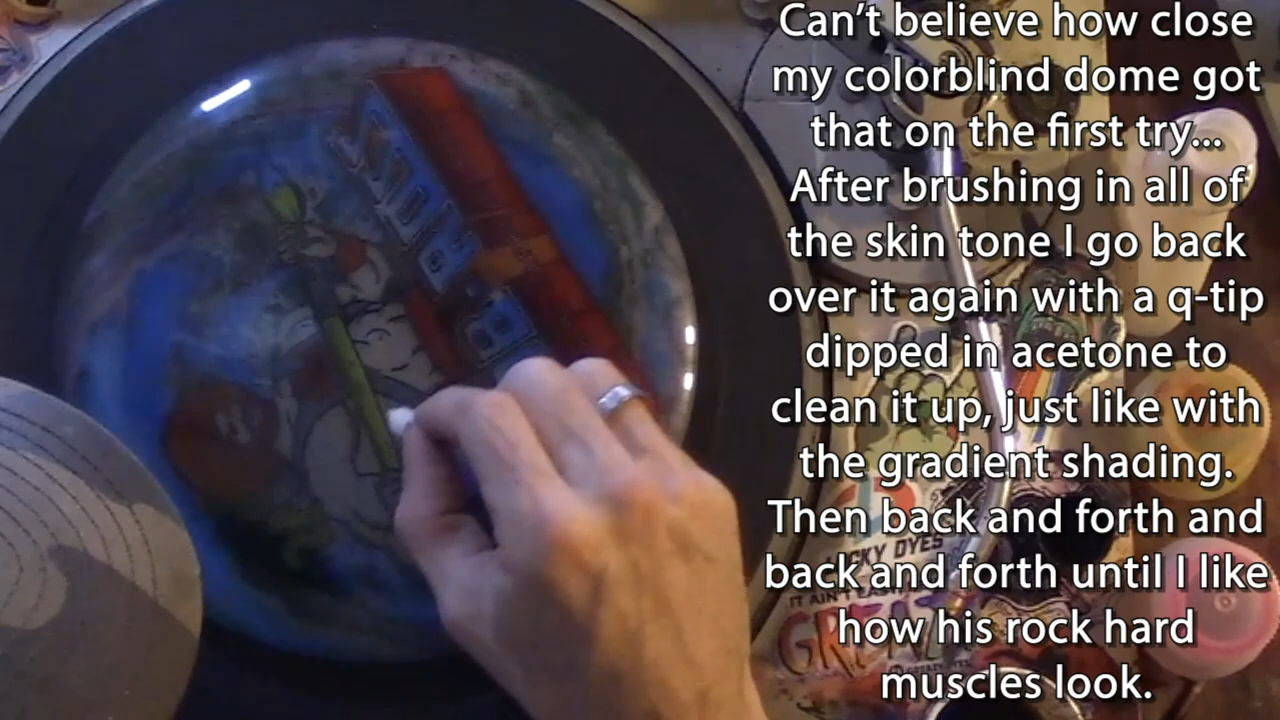 Can't believe how close
my colorblind dome got
that on the first try...
After brushing in all of
the skin tone I go back
over it again with a q-tip
dipped in acetone to
clean it up, just like with
the gradient shading.
Then back and forth and
back and forth until I like
how his rock hard
muscles look.
DYES
IT AIN'T